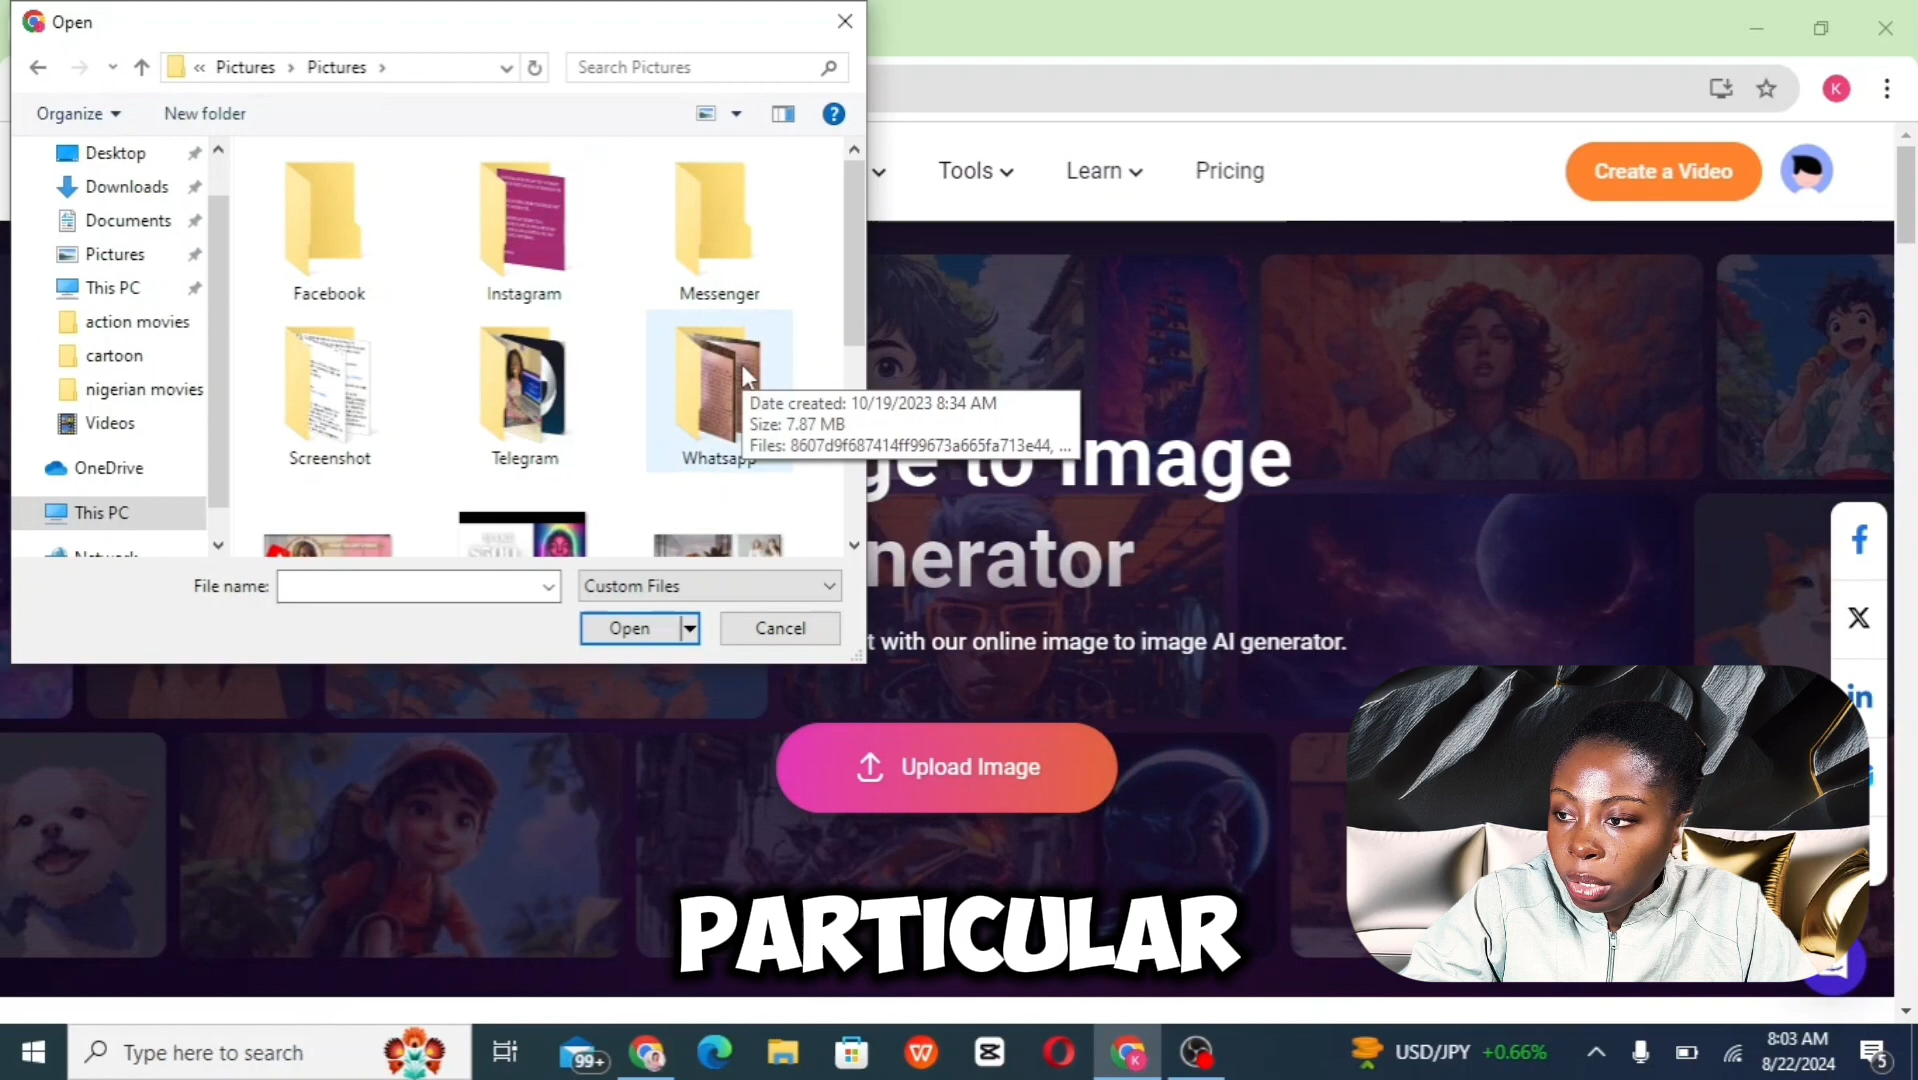 Open
« Pictures › Pictures ›
Search Pictures
Organize
New folder
Desktop
Downloads
Documents
Pictures
This PC
action movies
cartoon
nigerian movies
Videos
OneDrive
This PC
Network
Facebook
Instagram
Messenger
Screenshot
Telegram
Whatsapp
Date created: 10/19/2023 8:34 AM
Size: 7.87 MB
Files: 8607d9f687414ff99673a665fa713e44, ...
File name:
Custom Files
Open
Cancel
K
Tools
Learn
Pricing
Create a Video
ge to Image
nerator
t with our online image to image AI generator.
Upload Image
PARTICULAR
Type here to search
99+
K
USD/JPY +0.66%
8:03 AM
8/22/2024
5